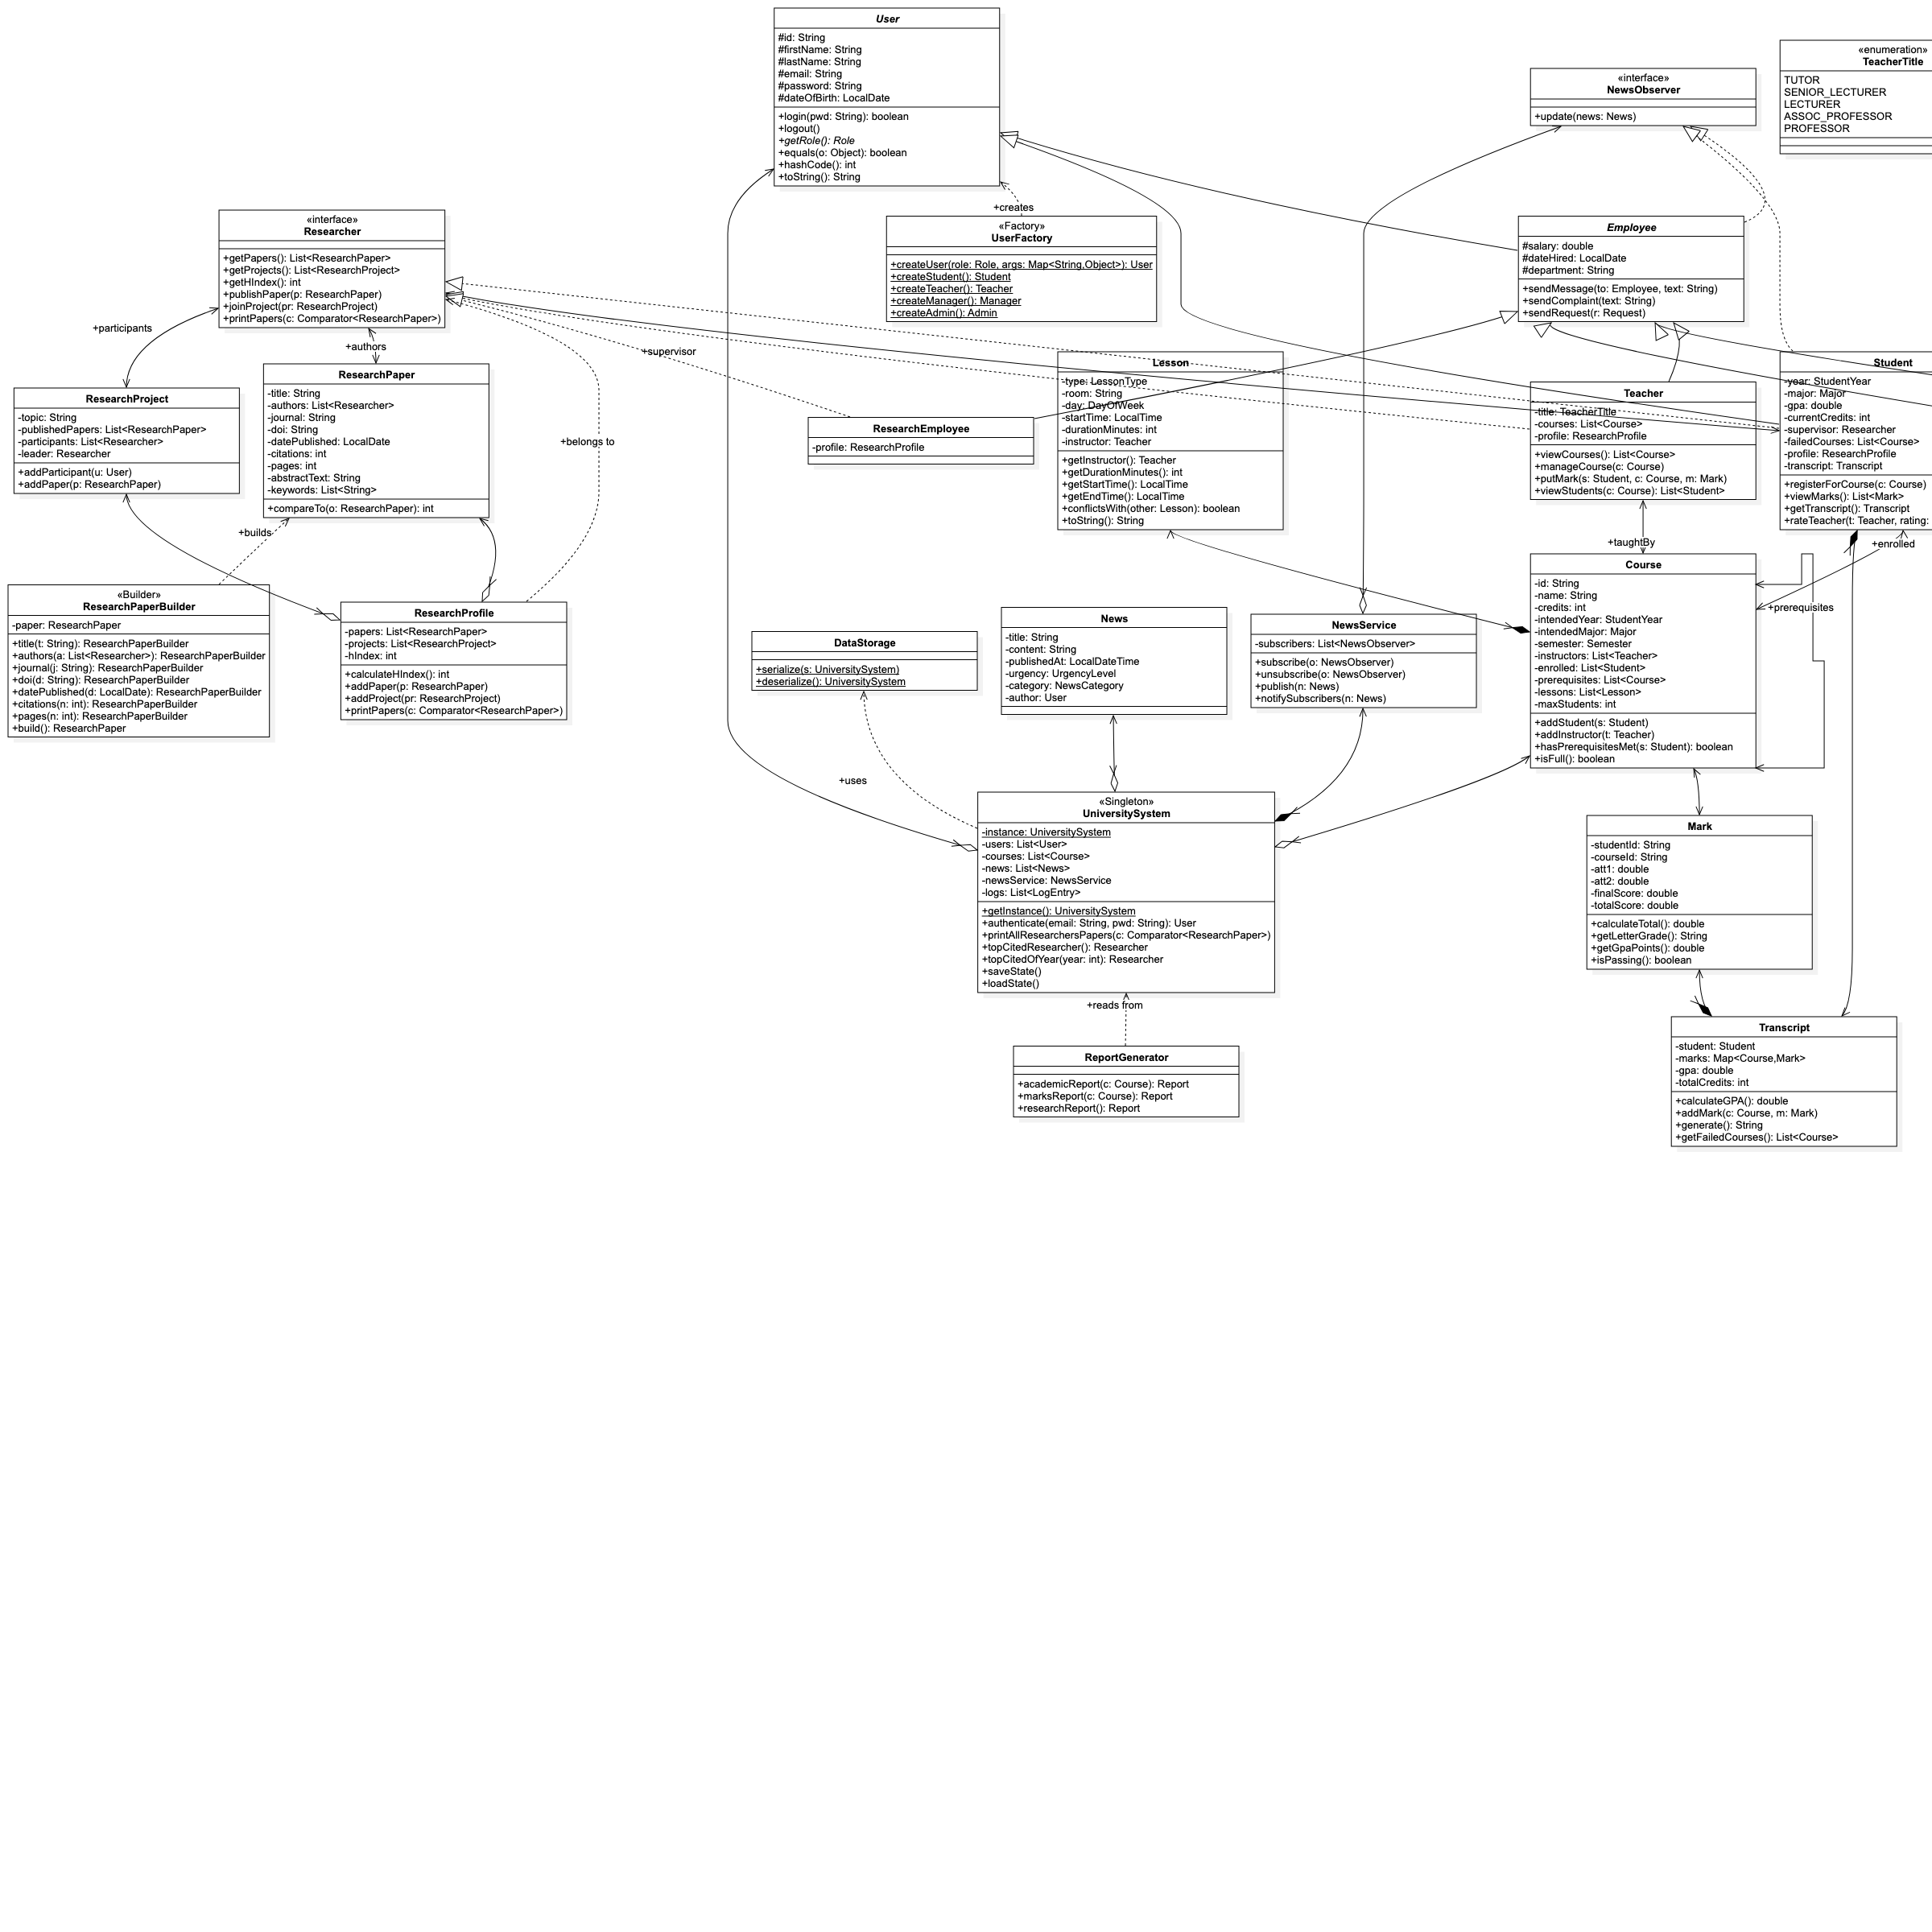 User
#id: String
#firstName: String
#lastName: String
#email: String
#password: String
#dateOfBirth: LocalDate
+login(pwd: String): boolean
+logout()
+getRole(): Role
+equals(o: Object): boolean
+hashCode(): int
+toString(): String
«interface»
NewsObserver
+update(news: News)
«enumeration»
TeacherTitle
TUTOR
SENIOR_LECTURER
LECTURER
ASSOC_PROFESSOR
PROFESSOR
+creates
«Factory»
UserFactory
+createUser(role: Role, args: Map<String,Object>): User
+createStudent(): Student
+createTeacher(): Teacher
+createManager(): Manager
+createAdmin(): Admin
«interface»
Researcher
+getPapers(): List<ResearchPaper>
+getProjects(): List<ResearchProject>
+getHIndex(): int
+publishPaper(p: ResearchPaper)
+joinProject(pr: ResearchProject)
+printPapers(c: Comparator<ResearchPaper>)
Employee
#salary: double
#dateHired: LocalDate
#department: String
+sendMessage(to: Employee, text: String)
+sendComplaint(text: String)
+sendRequest(r: Request)
+participants
+authors
+supervisor
+belongs to
ResearchProject
-topic: String
-publishedPapers: List<ResearchPaper>
-participants: List<Researcher>
-leader: Researcher
+addParticipant(u: User)
+addPaper(p: ResearchPaper)
ResearchPaper
-title: String
-authors: List<Researcher>
-journal: String
-doi: String
-datePublished: LocalDate
-citations: int
-pages: int
-abstractText: String
-keywords: List<String>
+compareTo(o: ResearchPaper): int
ResearchEmployee
-profile: ResearchProfile
Lesson
-type: LessonType
-room: String
-day: DayOfWeek
-startTime: LocalTime
-durationMinutes: int
-instructor: Teacher
+getInstructor(): Teacher
+getDurationMinutes(): int
+getStartTime(): LocalTime
+getEndTime(): LocalTime
+conflictsWith(other: Lesson): boolean
+toString(): String
Teacher
-title: TeacherTitle
-courses: List<Course>
-profile: ResearchProfile
+viewCourses(): List<Course>
+manageCourse(c: Course)
+putMark(s: Student, c: Course, m: Mark)
+viewStudents(c: Course): List<Student>
Student
-year: StudentYear
-major: Major
-gpa: double
-currentCredits: int
-supervisor: Researcher
-failedCourses: List<Course>
-profile: ResearchProfile
-transcript: Transcript
+registerForCourse(c: Course)
+viewMarks(): List<Mark>
+getTranscript(): Transcript
+rateTeacher(t: Teacher, rating:
+builds
+taughtBy
+enrolled
+prerequisites
«Builder»
ResearchPaperBuilder
-paper: ResearchPaper
+title(t: String): ResearchPaperBuilder
+authors(a: List<Researcher>): ResearchPaperBuilder
+journal(j: String): ResearchPaperBuilder
+doi(d: String): ResearchPaperBuilder
+datePublished(d: LocalDate): ResearchPaperBuilder
+citations(n: int): ResearchPaperBuilder
+pages(n: int): ResearchPaperBuilder
+build(): ResearchPaper
ResearchProfile
-papers: List<ResearchPaper>
-projects: List<ResearchProject>
-hIndex: int
+calculateHIndex(): int
+addPaper(p: ResearchPaper)
+addProject(pr: ResearchProject)
+printPapers(c: Comparator<ResearchPaper>)
DataStorage
+serialize(s: UniversitySystem)
+deserialize(): UniversitySystem
News
-title: String
-content: String
-publishedAt: LocalDateTime
-urgency: UrgencyLevel
-category: NewsCategory
-author: User
NewsService
-subscribers: List<NewsObserver>
+subscribe(o: NewsObserver)
+unsubscribe(o: NewsObserver)
+publish(n: News)
+notifySubscribers(n: News)
Course
-id: String
-name: String
-credits: int
-intendedYear: StudentYear
-intendedMajor: Major
-semester: Semester
-instructors: List<Teacher>
-enrolled: List<Student>
-prerequisites: List<Course>
-lessons: List<Lesson>
-maxStudents: int
+addStudent(s: Student)
+addInstructor(t: Teacher)
+hasPrerequisitesMet(s: Student): boolean
+isFull(): boolean
+uses
«Singleton»
UniversitySystem
-instance: UniversitySystem
-users: List<User>
-courses: List<Course>
-news: List<News>
-newsService: NewsService
-logs: List<LogEntry>
+getInstance(): UniversitySystem
+authenticate(email: String, pwd: String): User
+printAllResearchersPapers(c: Comparator<ResearchPaper>)
+topCitedResearcher(): Researcher
+topCitedOfYear(year: int): Researcher
+saveState()
+loadState()
Mark
-studentId: String
-courseId: String
-att1: double
-att2: double
-finalScore: double
-totalScore: double
+calculateTotal(): double
+getLetterGrade(): String
+getGpaPoints(): double
+isPassing(): boolean
+reads from
ReportGenerator
+academicReport(c: Course): Report
+marksReport(c: Course): Report
+researchReport(): Report
Transcript
-student: Student
-marks: Map<Course,Mark>
-gpa: double
-totalCredits: int
+calculateGPA(): double
+addMark(c: Course, m: Mark)
+generate(): String
+getFailedCourses(): List<Course>